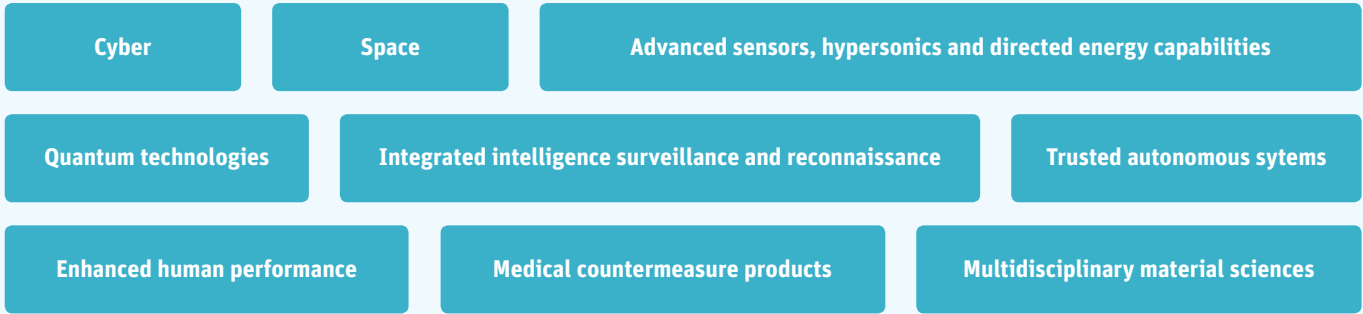 Cyber
Space
Advanced sensors, hypersonics and directed energy capabilities
Quantum technologies
Integrated intelligence surveillance and reconnaissance
Trusted autonomous sytems
Enhanced human performance
Medical countermeasure products
Multidisciplinary material sciences